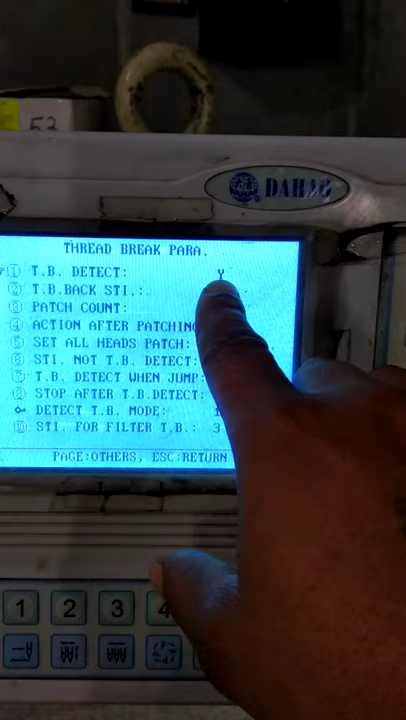 53
DAHAO
THREAD BREAK PARA.
① T.B. DETECT: Y
② T.B.BACK STI.:
③ PATCH COUNT:
④ ACTION AFTER PATCHING
⑤ SET ALL HEADS PATCH:
⑥ STI. NOT T.B. DETECT:
⑦ T.B. DETECT WHEN JUMP:
⑧ STOP AFTER T.B.DETECT:
DETECT T.B. MODE: 1
⑩ STI. FOR FILTER T.B.: 3
PAGE:OTHERS, ESC:RETURN
1 2 3 4